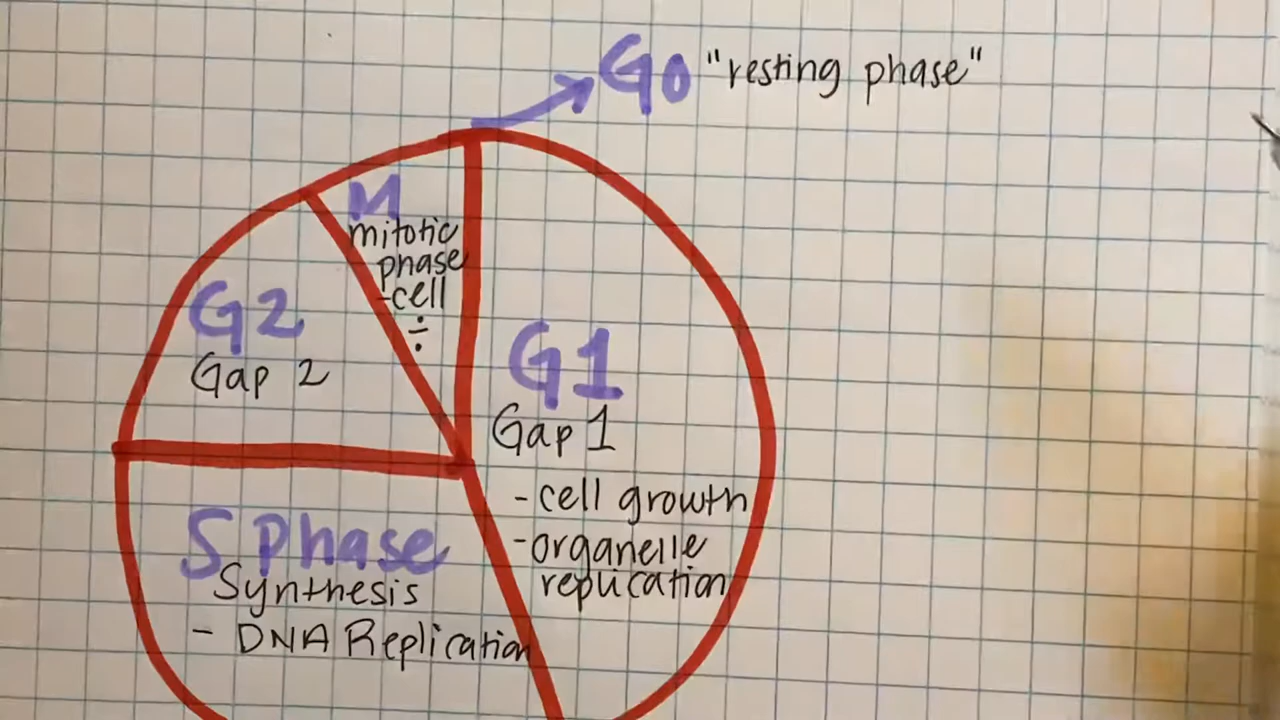 G0 "resting phase"
M
mitotic
phase
-cell
÷
G2
Gap 2
G1
Gap 1
- cell growth
- organelle
replication
S Phase
Synthesis
- DNA Replication